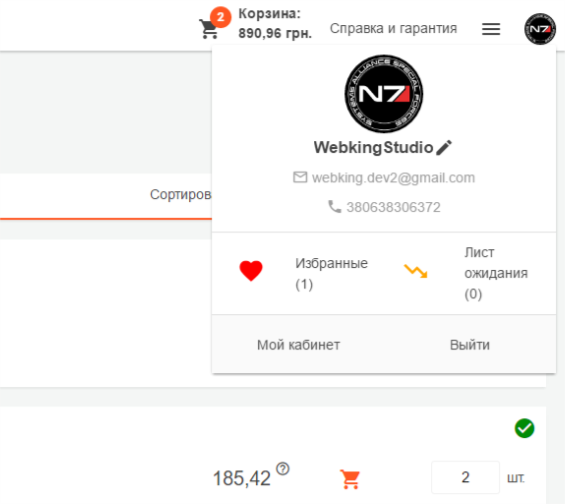 2
Корзина:
890,96 грн.
Справка и гарантия
N7
SYSTEMS ALLIANCE SPECIAL FORCES
N7
WebkingStudio
webking.dev2@gmail.com
380638306372
Сортиров
Избранные
(1)
Лист
ожидания
(0)
Мой кабинет
Выйти
185,42
?
2
шт.